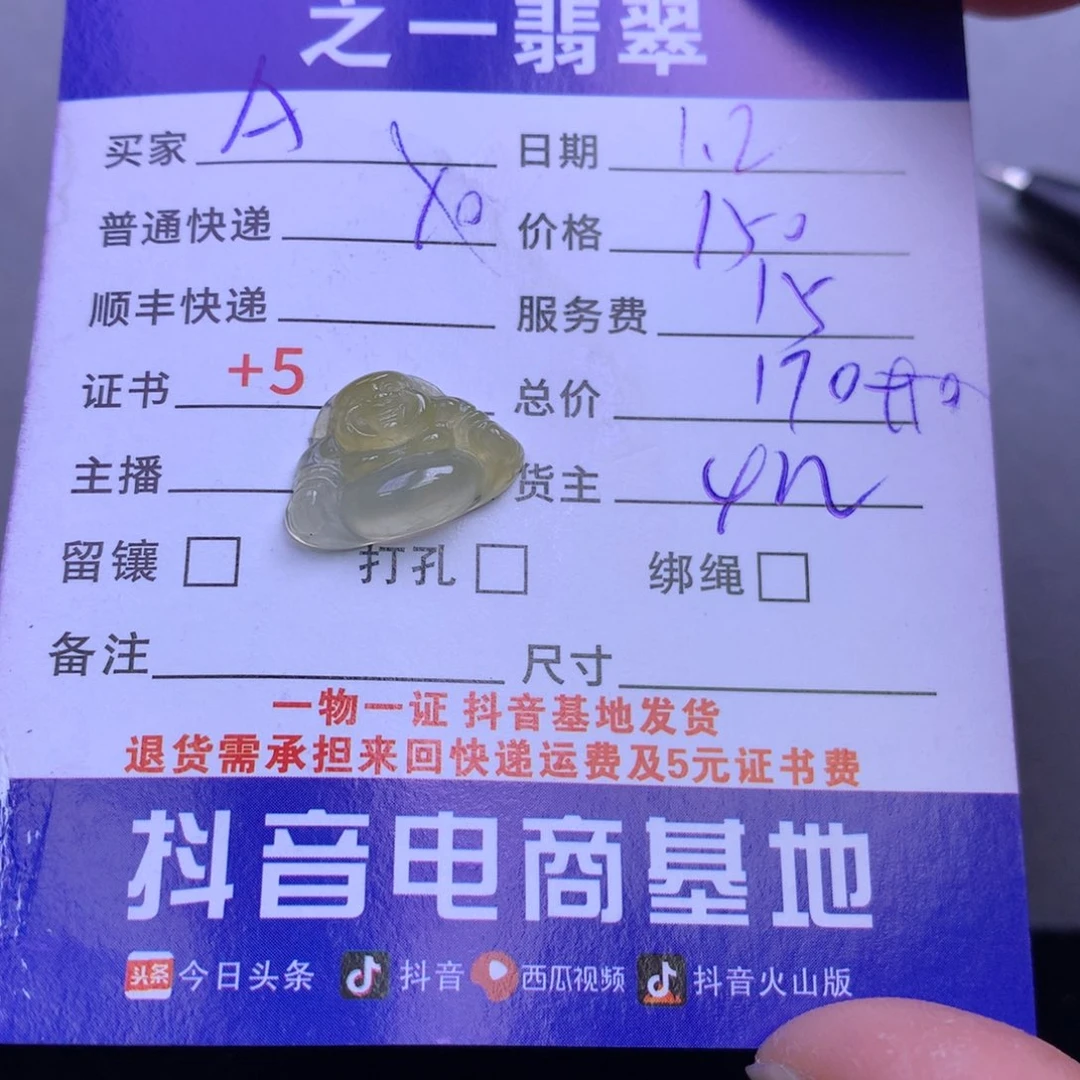 之一翡翠
买家 A 日期 1.2
普通快递 价格 150
顺丰快递 服务费 15
证书 +5 总价 170
主播 货主
留镶 打孔 绑绳
备注 尺寸
一物一证 抖音基地发货
退货需承担来回快递运费及5元证书费
抖音电商基地
头条 今日头条 抖音 西瓜视频 抖音火山版